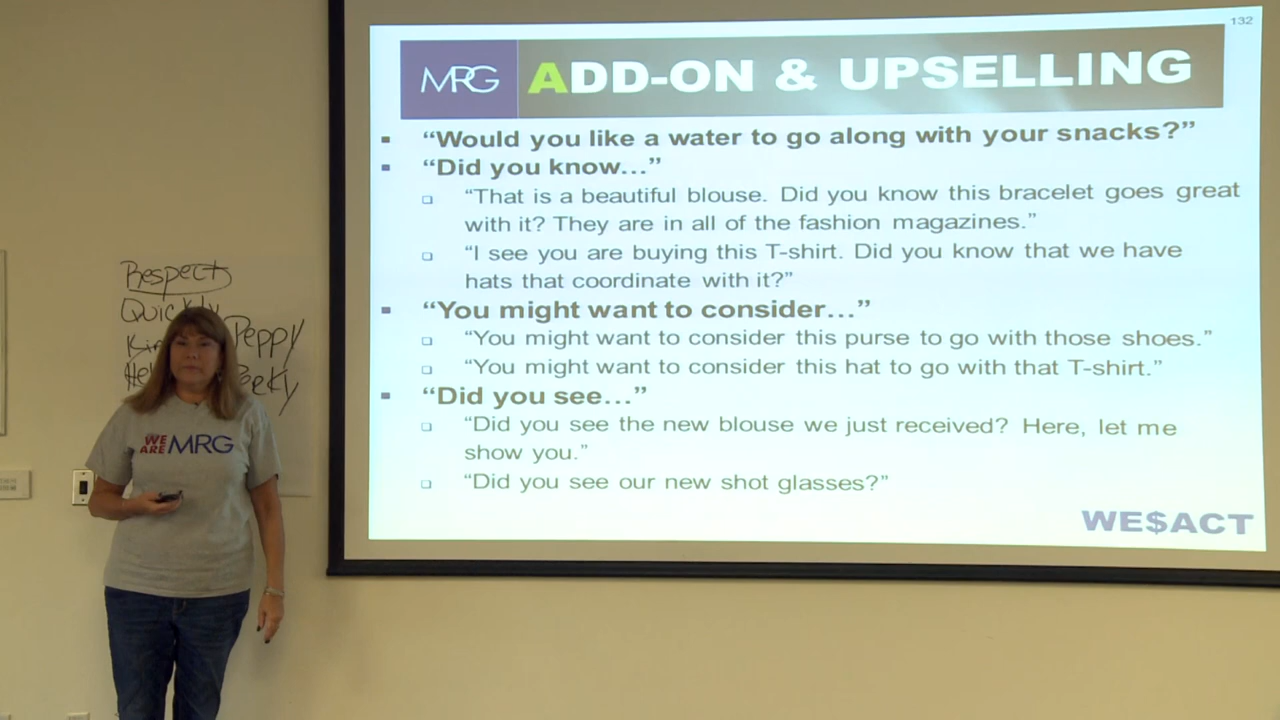 132
MRG ADD-ON & UPSELLING
▪ “Would you like a water to go along with your snacks?”
▪ “Did you know…”
❑ “That is a beautiful blouse. Did you know this bracelet goes great
with it? They are in all of the fashion magazines.”
❑ “I see you are buying this T-shirt. Did you know that we have
hats that coordinate with it?”
▪ “You might want to consider…”
❑ “You might want to consider this purse to go with those shoes.”
❑ “You might want to consider this hat to go with that T-shirt.”
▪ “Did you see…”
❑ “Did you see the new blouse we just received? Here, let me
show you.”
❑ “Did you see our new shot glasses?”
WE$ACT
Respect
Quickly
Peppy
WE
ARE MRG